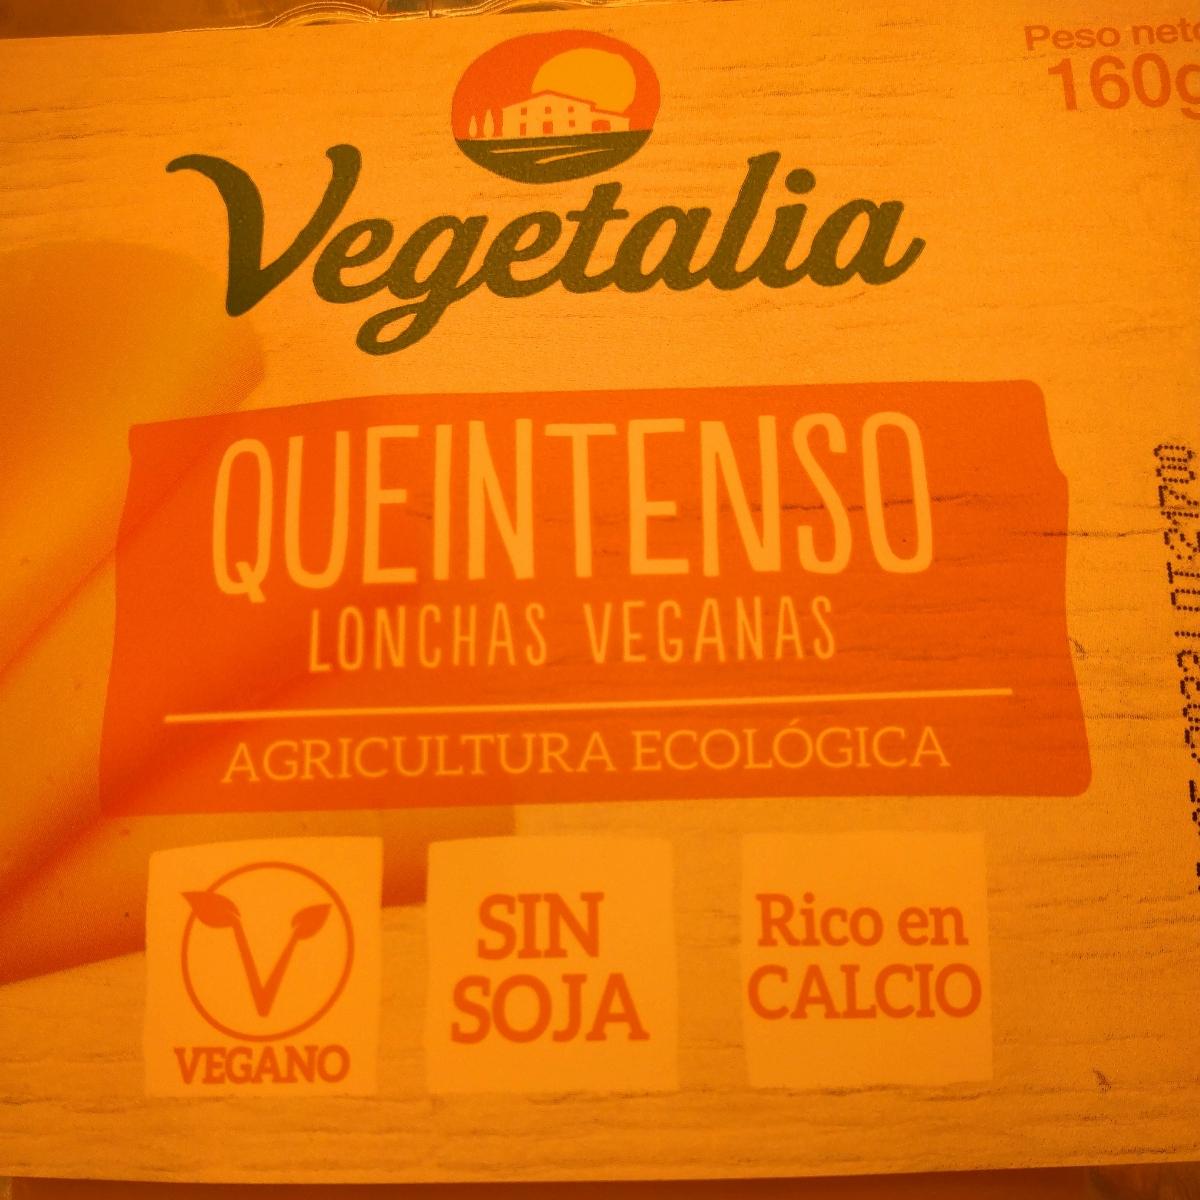 Peso neto
160g
Vegetalia
QUEINTENSO
LONCHAS VEGANAS
AGRICULTURA ECOLÓGICA
VEGANO
SIN
SOJA
Rico en
CALCIO